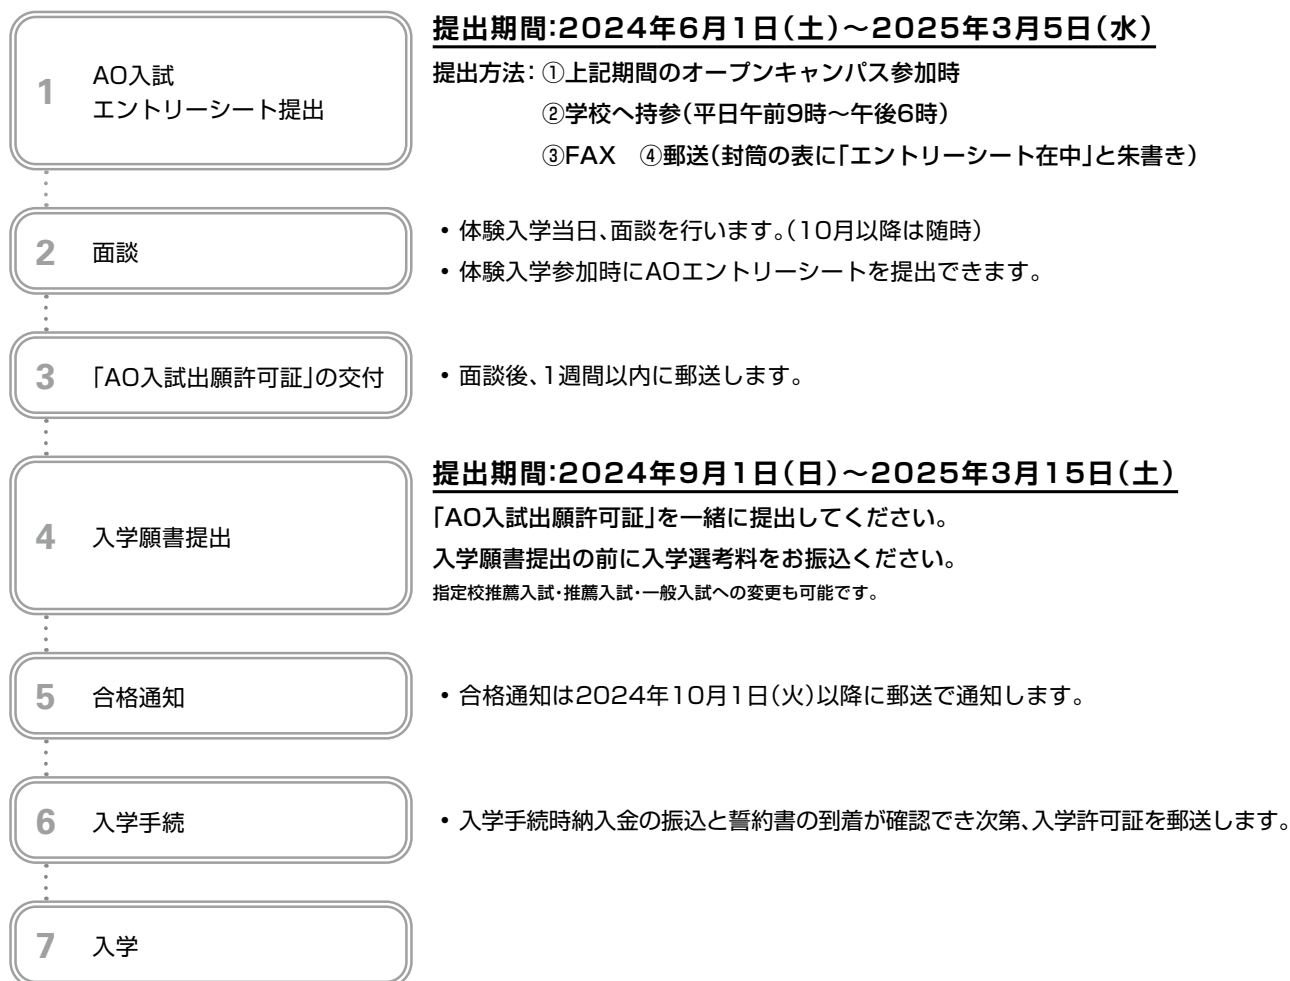 1
AO入試
エントリーシート提出
提出期間:2024年6月1日(土)～2025年3月5日(水)
提出方法: ①上記期間のオープンキャンパス参加時
②学校へ持参(平日午前9時～午後6時)
③FAX　④郵送(封筒の表に「エントリーシート在中」と朱書き)
2　面談
• 体験入学当日、面談を行います。(10月以降は随時)
• 体験入学参加時にAOエントリーシートを提出できます。
3　「AO入試出願許可証」の交付
• 面談後、1週間以内に郵送します。
4　入学願書提出
提出期間:2024年9月1日(日)～2025年3月15日(土)
「AO入試出願許可証」を一緒に提出してください。
入学願書提出の前に入学選考料をお振込ください。
指定校推薦入試・推薦入試・一般入試への変更も可能です。
5　合格通知
• 合格通知は2024年10月1日(火)以降に郵送で通知します。
6　入学手続
• 入学手続時納入金の振込と誓約書の到着が確認でき次第、入学許可証を郵送します。
7　入学